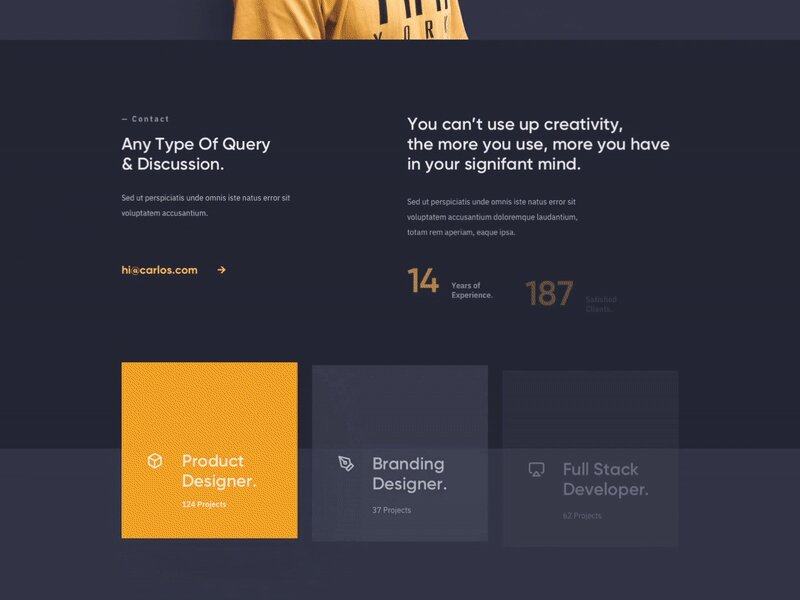 YORK
— Contact
Any Type Of Query
& Discussion.
Sed ut perspiciatis unde omnis iste natus error sit
voluptatem accusantium.
hi@carlos.com
You can’t use up creativity,
the more you use, more you have
in your signifant mind.
Sed ut perspiciatis unde omnis iste natus error sit
voluptatem accusantium doloremque laudantium,
totam rem aperiam, eaque ipsa.
14
Years of
Experience.
187
Satisfied
Clients.
Product
Designer.
124 Projects
Branding
Designer.
37 Projects
Full Stack
Developer.
62 Projects